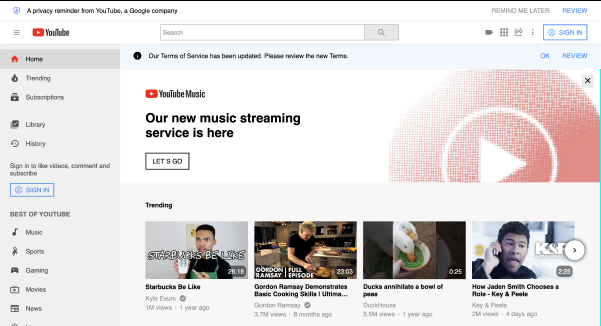 A privacy reminder from YouTube, a Google company
REMIND ME LATER
REVIEW
YouTube
Search
SIGN IN
Our Terms of Service has been updated. Please review the new Terms.
OK
REVIEW
Home
Trending
Subscriptions
Library
History
Sign in to like videos, comment and
subscribe
SIGN IN
BEST OF YOUTUBE
Music
Sports
Gaming
Movies
News
YouTube Music
Our new music streaming
service is here
LET'S GO
Trending
STARBUCKS BE LIKE
26:18
Starbucks Be Like
Kyle Exum
1M views · 1 year ago
GORDON RAMSAY
FULL EPISODE
23:03
Gordon Ramsay Demonstrates
Basic Cooking Skills | Ultima...
Gordon Ramsay
3.7M views · 8 months ago
0:25
Ducks annihilate a bowl of
peas
DuckHouse
5.5M views · 1 year ago
K&P
2:25
How Jaden Smith Chooses a
Role - Key & Peele
Key & Peele
2M views · 4 days ago